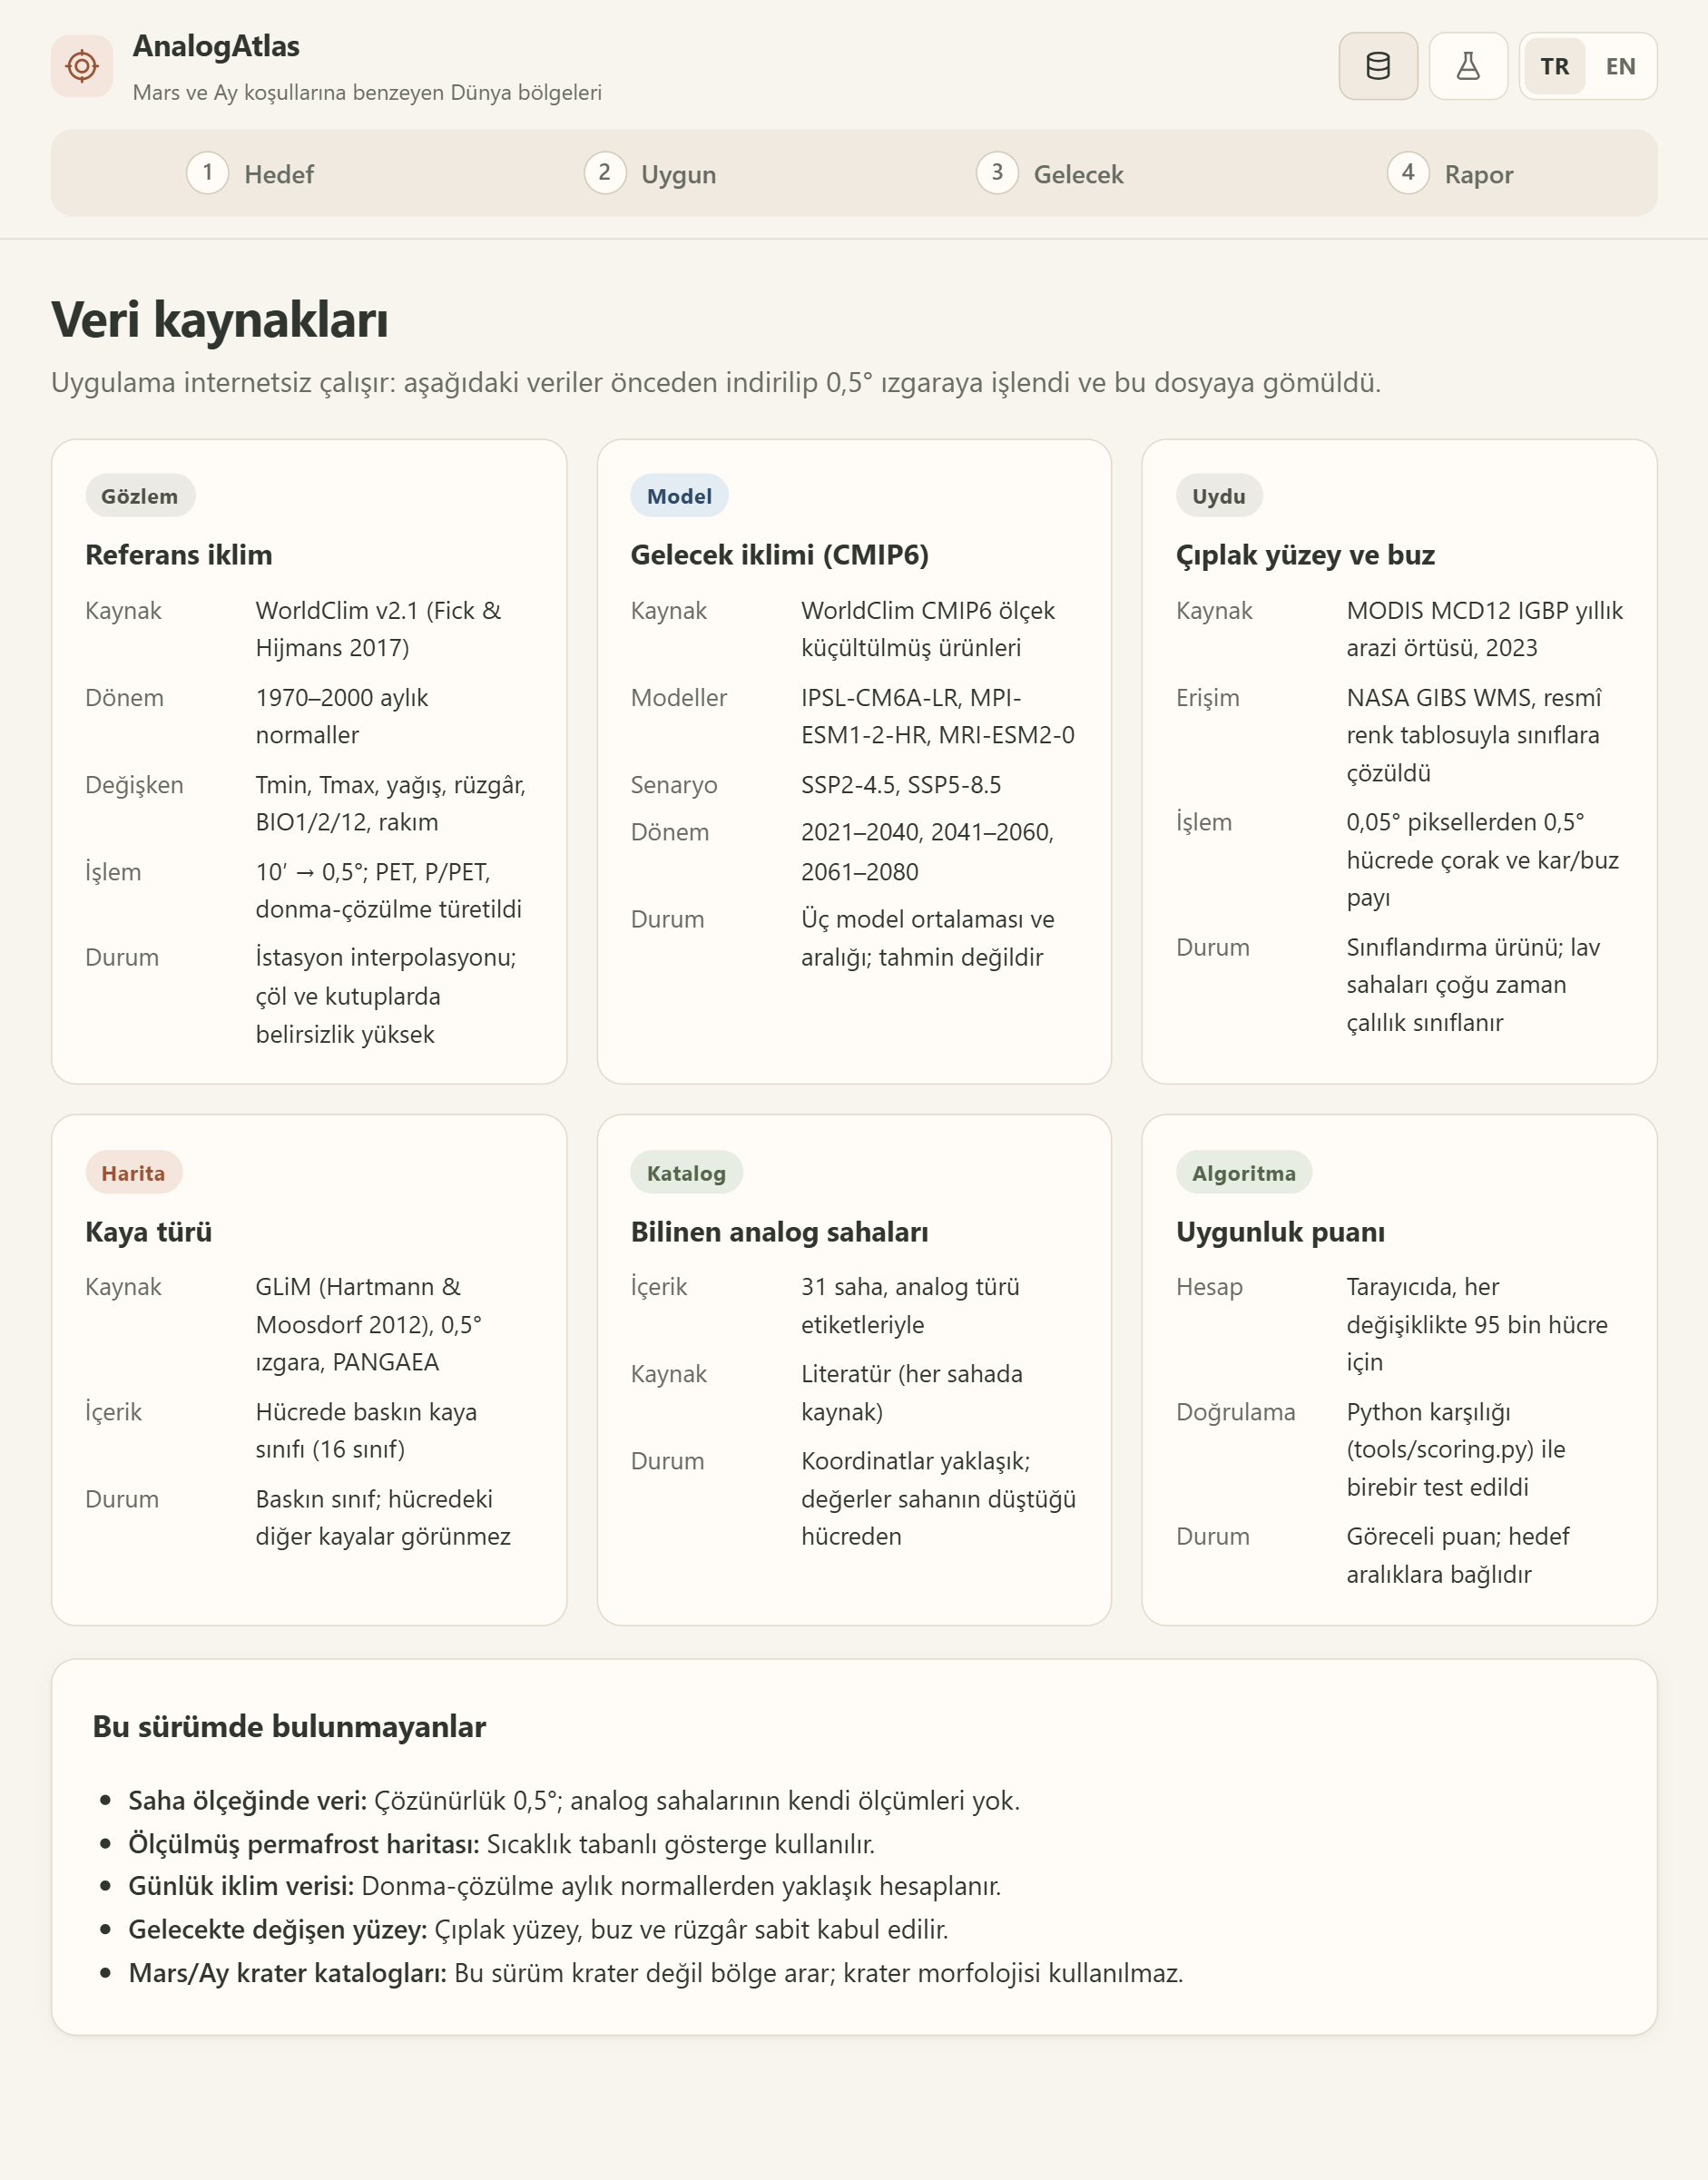 AnalogAtlas
Mars ve Ay koşullarına benzeyen Dünya bölgeleri
TR
EN
1 Hedef
2 Uygun
3 Gelecek
4 Rapor
Veri kaynakları
Uygulama internetsiz çalışır: aşağıdaki veriler önceden indirilip 0,5° ızgaraya işlendi ve bu dosyaya gömüldü.
Gözlem
Referans iklim
Kaynak
WorldClim v2.1 (Fick &
Hijmans 2017)
Dönem
1970–2000 aylık
normaller
Değişken
Tmin, Tmax, yağış, rüzgâr,
BIO1/2/12, rakım
İşlem
10′ → 0,5°; PET, P/PET,
donma-çözülme türetildi
Durum
İstasyon interpolasyonu;
çöl ve kutuplarda
belirsizlik yüksek
Model
Gelecek iklimi (CMIP6)
Kaynak
WorldClim CMIP6 ölçek
küçültülmüş ürünleri
Modeller
IPSL-CM6A-LR, MPI-
ESM1-2-HR, MRI-ESM2-0
Senaryo
SSP2-4.5, SSP5-8.5
Dönem
2021–2040, 2041–2060,
2061–2080
Durum
Üç model ortalaması ve
aralığı; tahmin değildir
Uydu
Çıplak yüzey ve buz
Kaynak
MODIS MCD12 IGBP yıllık
arazi örtüsü, 2023
Erişim
NASA GIBS WMS, resmî
renk tablosuyla sınıflara
çözüldü
İşlem
0,05° piksellerden 0,5°
hücrede çorak ve kar/buz
payı
Durum
Sınıflandırma ürünü; lav
sahaları çoğu zaman
çalılık sınıflanır
Harita
Kaya türü
Kaynak
GLiM (Hartmann &
Moosdorf 2012), 0,5°
ızgara, PANGAEA
İçerik
Hücrede baskın kaya
sınıfı (16 sınıf)
Durum
Baskın sınıf; hücredeki
diğer kayalar görünmez
Katalog
Bilinen analog sahaları
İçerik
31 saha, analog türü
etiketleriyle
Kaynak
Literatür (her sahada
kaynak)
Durum
Koordinatlar yaklaşık;
değerler sahanın düştüğü
hücreden
Algoritma
Uygunluk puanı
Hesap
Tarayıcıda, her
değişiklikte 95 bin hücre
için
Doğrulama
Python karşılığı
(tools/scoring.py) ile
birebir test edildi
Durum
Göreceli puan; hedef
aralıklara bağlıdır
Bu sürümde bulunmayanlar
• Saha ölçeğinde veri: Çözünürlük 0,5°; analog sahalarının kendi ölçümleri yok.
• Ölçülmüş permafrost haritası: Sıcaklık tabanlı gösterge kullanılır.
• Günlük iklim verisi: Donma-çözülme aylık normallerden yaklaşık hesaplanır.
• Gelecekte değişen yüzey: Çıplak yüzey, buz ve rüzgâr sabit kabul edilir.
• Mars/Ay krater katalogları: Bu sürüm krater değil bölge arar; krater morfolojisi kullanılmaz.